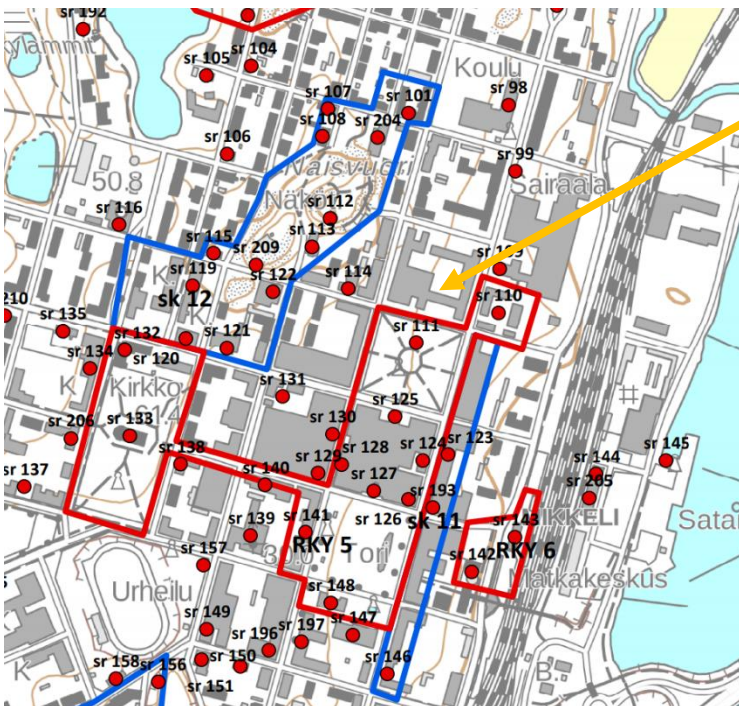 sr 192
sr 104
sr 105
Koulu
sr 107
sr 101
sr 98
sr 108
sr 204
sr 106
Naisvuori
sr 99
50.8
Sairaala
Näkö
sr 112
sr 116
sr 113
sr 115
sr 209
sr 109
sr 119
K.
sr 122
sr 114
sk 12
sr 110
210
sr 135
K.
sr 132
sr 121
sr 111
sr 134
sr 120
K
Kirkko
sr 131
sr 125
sr 206
sr 133
sr 130
sr 138
sr 128
sr 124
sr 123
sr 129
sr 144
sr 145
sr 137
sr 140
sr 127
sr 205
sr 193
sr 126
sk 11
sr 139
sr 141
sr 143
IKKELI
RKY 5
Tori
RKY 6
sr 157
30.0
sr 142
Matkakeskus
Urheilu
sr 148
sr 149
sr 196
sr 197
sr 147
sr 158
sr 156
sr 150
sr 146
sr 151
K
B.